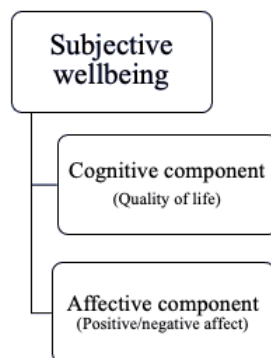 Subjective
wellbeing
Cognitive component
(Quality of life)
Affective component
(Positive/negative affect)